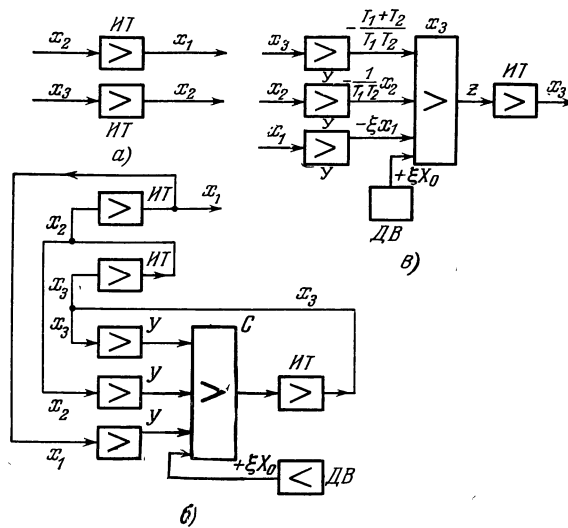 ИТ
x₂ > x₁
x₃ > x₂
ИТ
а)
x₃ > У -(T₁+T₂)/(T₁T₂) x₃
x₂ > У -1/(T₁T₂) x₂
x₁ > У -ξx₁
> z ИТ > x₃
+ξX₀
ДВ
в)
x₂ > ИТ x₁
x₃ > ИТ
x₃
x₃ > У C
x₂ > У > ИТ >
x₁ > У
+ξX₀ < ДВ
б)